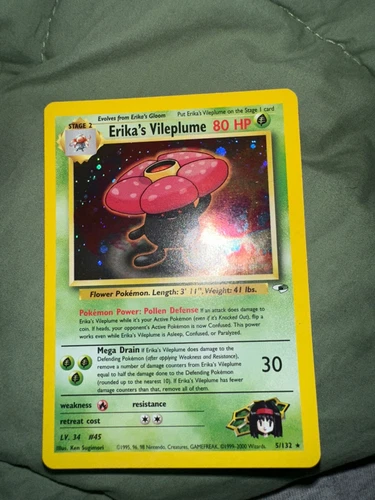 Evolves from Erika's Gloom
Put Erika's Vileplume on the Stage 1 card
STAGE 2
Erika's Vileplume 80 HP
Flower Pokémon. Length: 3' 11", Weight: 41 lbs.
Pokémon Power: Pollen Defense If an attack does damage to
Erika's Vileplume while it's your Active Pokémon (even if it's Knocked Out), flip a
coin. If heads, your opponent's Active Pokémon is now Confused. This power
works even if Erika's Vileplume is Asleep, Confused, or Paralyzed.
Mega Drain If Erika's Vileplume does damage to the
Defending Pokémon (after applying Weakness and Resistance),
remove a number of damage counters from Erika's Vileplume
equal to half the damage done to the Defending Pokémon
(rounded up to the nearest 10). If Erika's Vileplume has fewer
damage counters than that, remove all of them.
30
weakness
resistance
retreat cost
LV. 34 #45
Illus. Ken Sugimori
©1995, 96, 98 Nintendo, Creatures, GAMEFREAK. ©1999-2000 Wizards.
5/132 ★